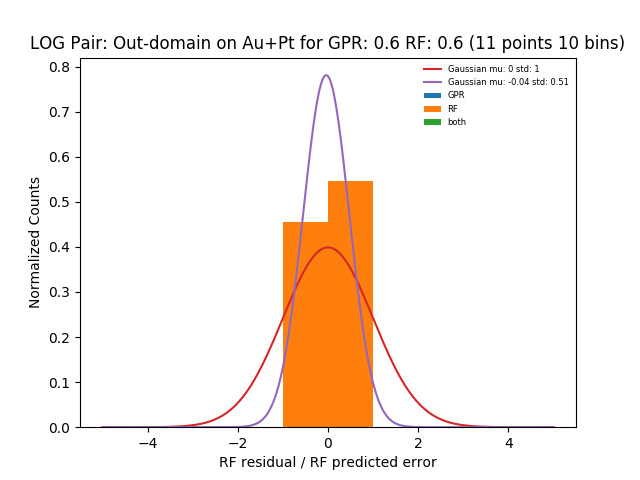 LOG Pair: Out-domain on Au+Pt for GPR: 0.6 RF: 0.6 (11 points 10 bins)
Gaussian mu: 0 std: 1
Gaussian mu: -0.04 std: 0.51
GPR
RF
both
0.8
0.7
0.6
0.5
0.4
0.3
0.2
0.1
0.0
Normalized Counts
−4 −2 0 2 4
RF residual / RF predicted error